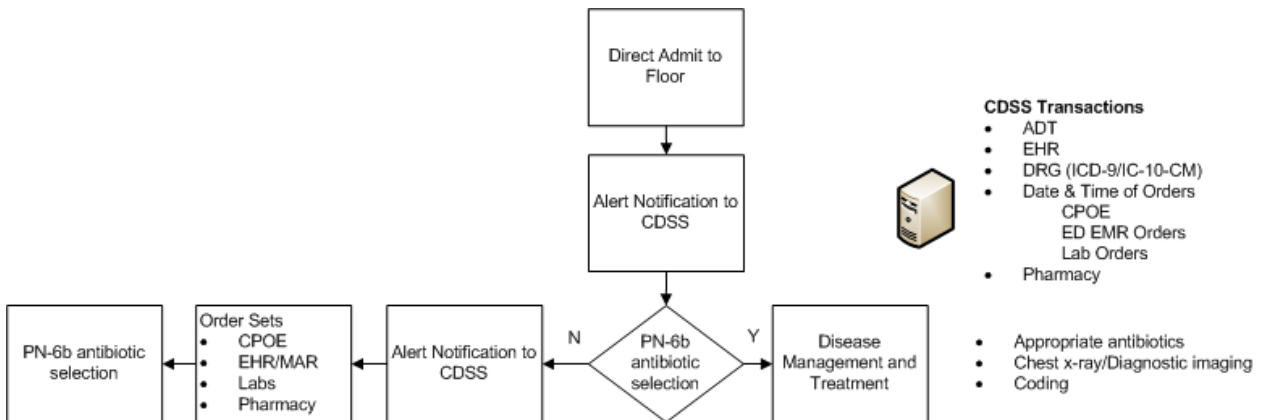 Direct Admit to
Floor
Alert Notification to
CDSS
CDSS Transactions
• ADT
• EHR
• DRG (ICD-9/IC-10-CM)
• Date & Time of Orders
CPOE
ED EMR Orders
Lab Orders
• Pharmacy
PN-6b antibiotic
selection
Order Sets
• CPOE
• EHR/MAR
• Labs
• Pharmacy
Alert Notification to
CDSS
N
PN-6b
antibiotic
selection
Y
Disease
Management and
Treatment
• Appropriate antibiotics
• Chest x-ray/Diagnostic imaging
• Coding